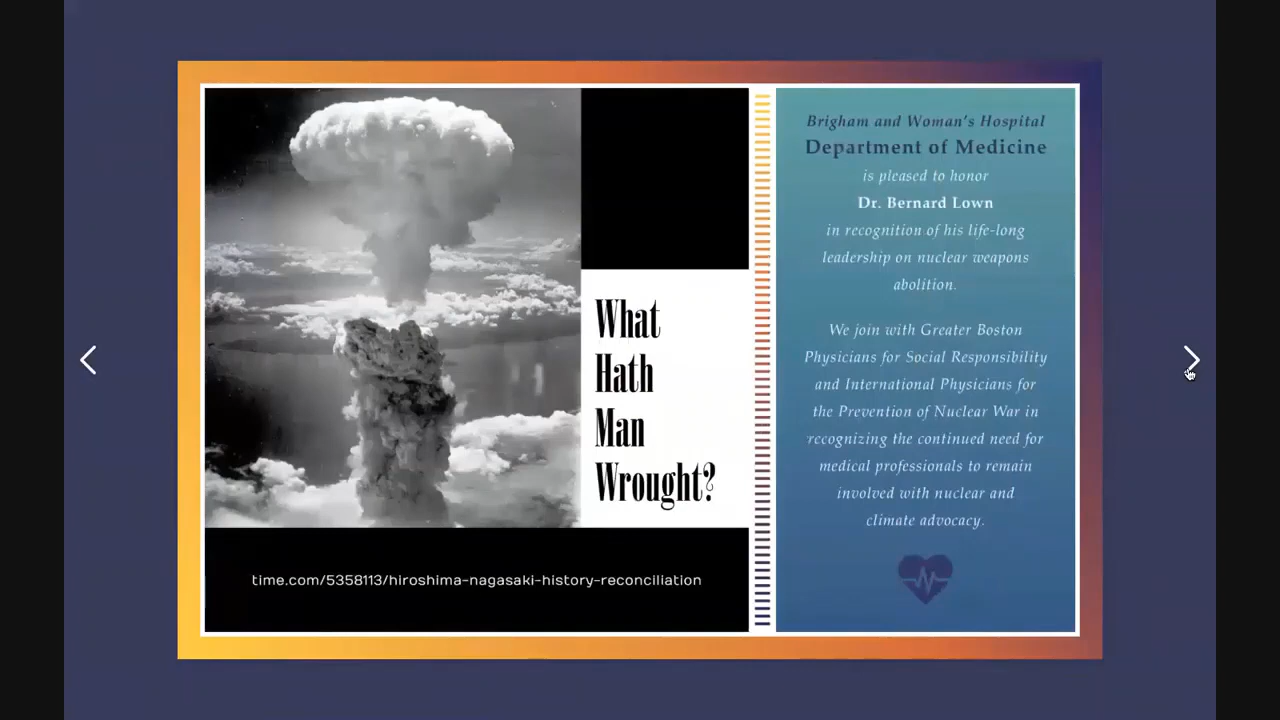 What
Hath
Man
Wrought?
time.com/5358113/hiroshima-nagasaki-history-reconciliation
Brigham and Woman's Hospital
Department of Medicine
is pleased to honor
Dr. Bernard Lown
in recognition of his life-long
leadership on nuclear weapons
abolition.
We join with Greater Boston
Physicians for Social Responsibility
and International Physicians for
the Prevention of Nuclear War in
recognizing the continued need for
medical professionals to remain
involved with nuclear and
climate advocacy.